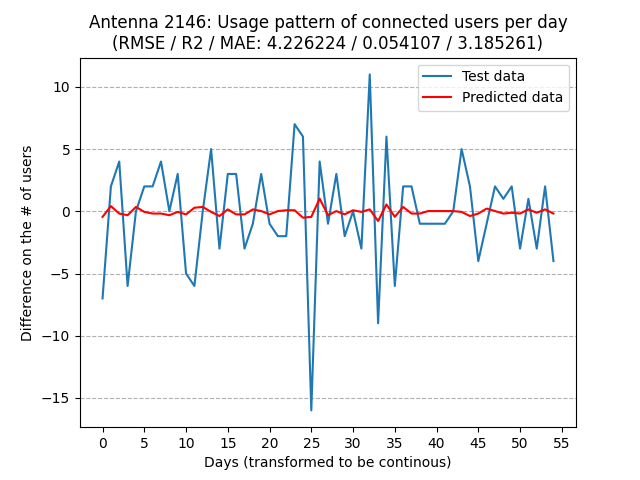 Antenna 2146: Usage pattern of connected users per day
(RMSE / R2 / MAE: 4.226224 / 0.054107 / 3.185261)
Test data
Predicted data
Difference on the # of users
10
5
0
−5
−10
−15
0 5 10 15 20 25 30 35 40 45 50 55
Days (transformed to be continous)